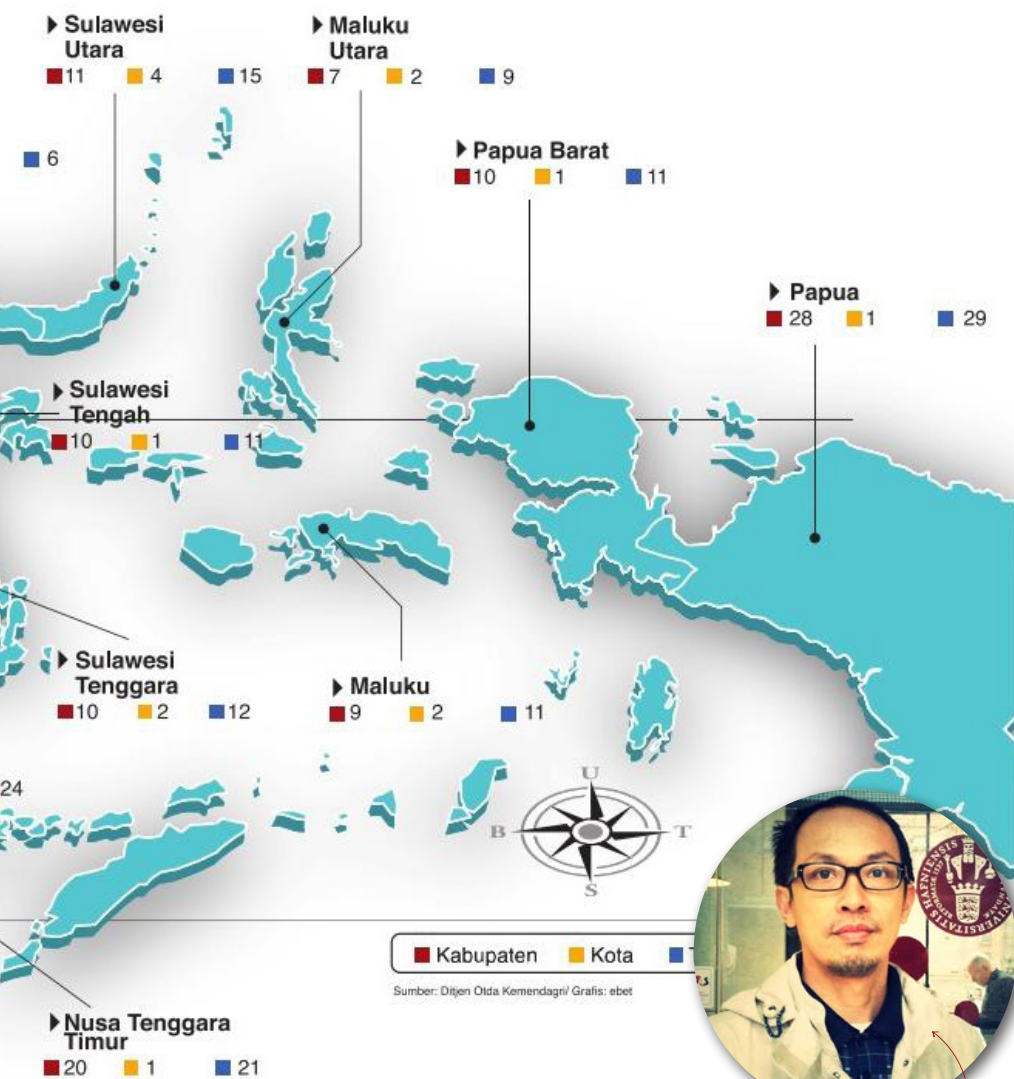 Sulawesi
Utara
11 4 15
Maluku
Utara
7 2 9
6
Papua Barat
10 1 11
Papua
28 1 29
Sulawesi
Tengah
10 1 11
Sulawesi
Tenggara
10 2 12
Maluku
9 2 11
24
U
B T
S
Kabupaten Kota
Sumber: Ditjen Otda Kemendagri/ Grafis: ebet
Nusa Tenggara
Timur
20 1 21
UNIVERSITATIS HAFNIENSIS